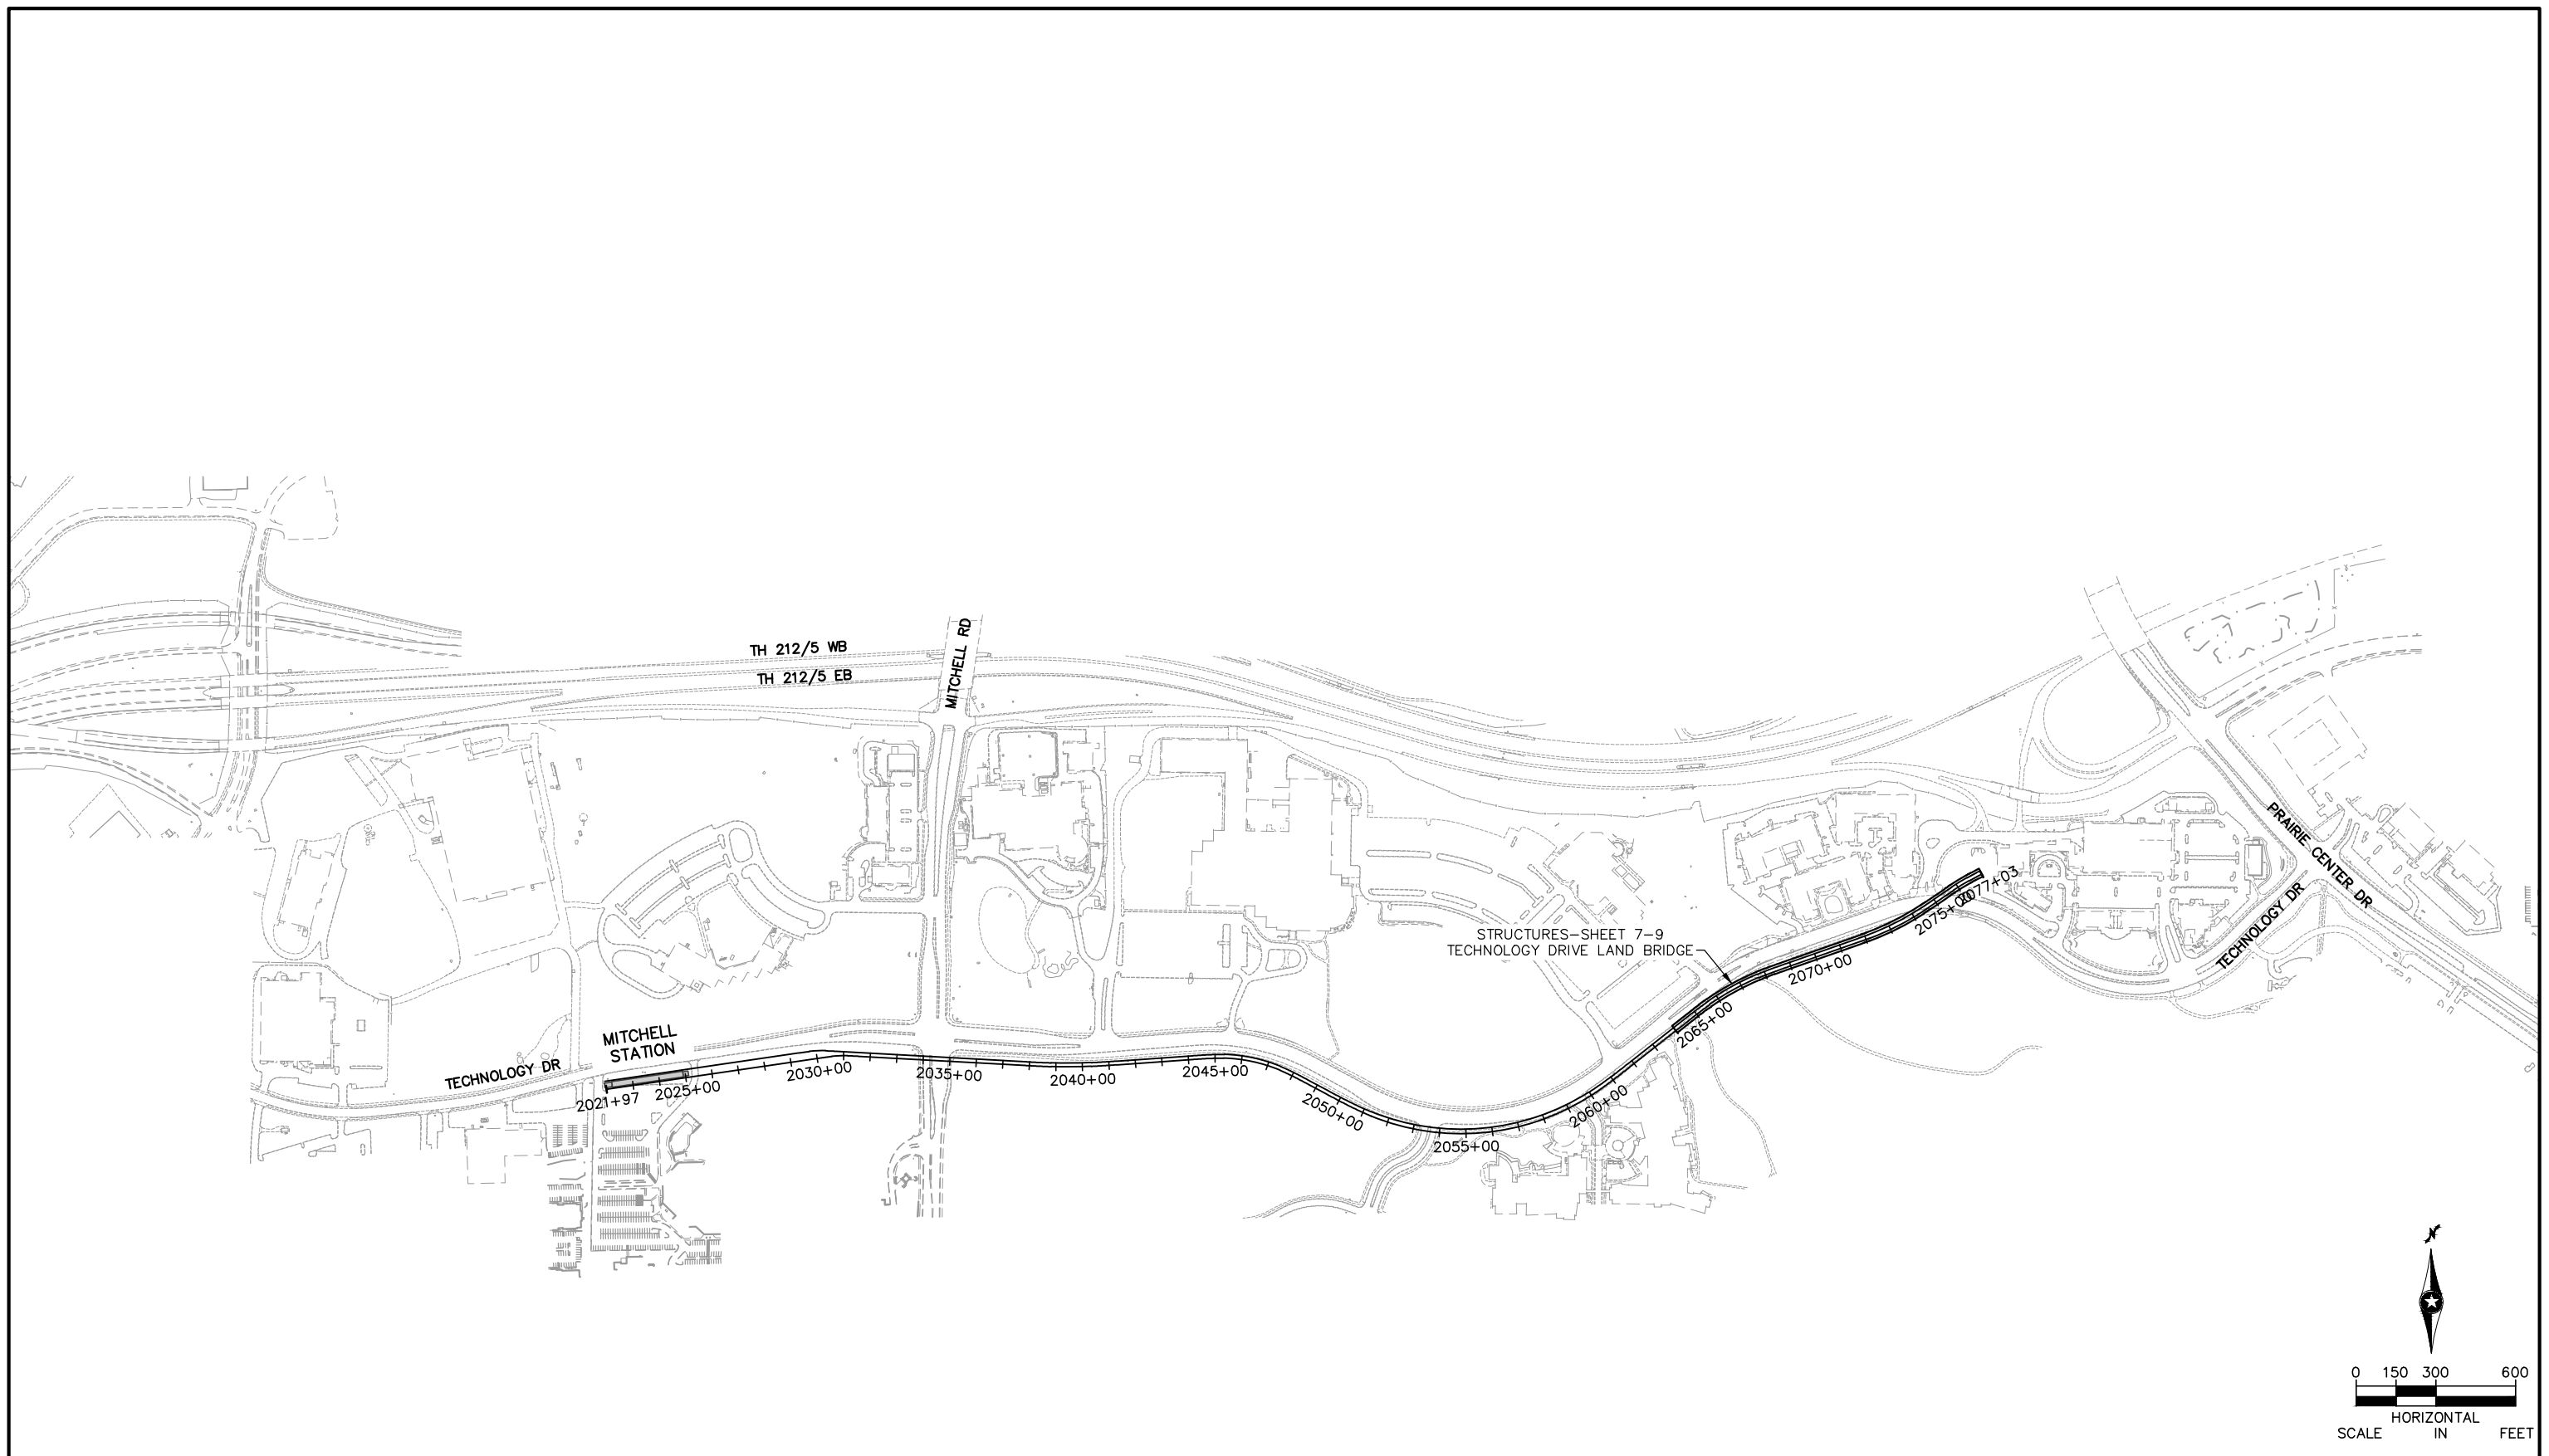 TH 212/5 WB
TH 212/5 EB
MITCHELL RD
PRAIRIE CENTER DR
TECHNOLOGY DR
STRUCTURES-SHEET 7-9
TECHNOLOGY DRIVE LAND BRIDGE
MITCHELL
STATION
TECHNOLOGY DR
2021+97
2025+00
2030+00
2035+00
2040+00
2045+00
2050+00
2055+00
2060+00
2065+00
2070+00
2075+00
2077+03
N
0 150 300 600
HORIZONTAL
SCALE IN FEET